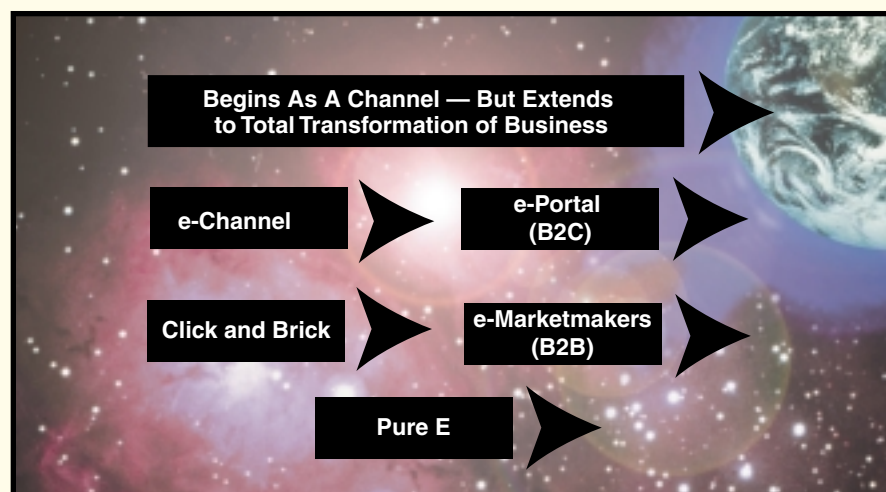 Begins As A Channel — But Extends
to Total Transformation of Business
e-Channel
e-Portal
(B2C)
Click and Brick
e-Marketmakers
(B2B)
Pure E